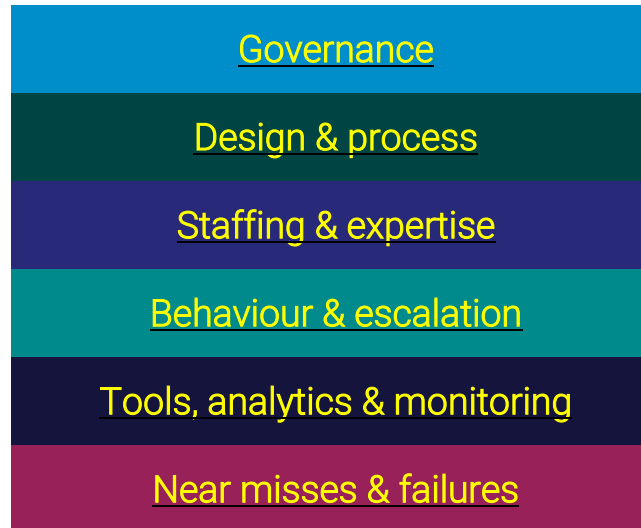 Governance
Design & process
Staffing & expertise
Behaviour & escalation
Tools, analytics & monitoring
Near misses & failures